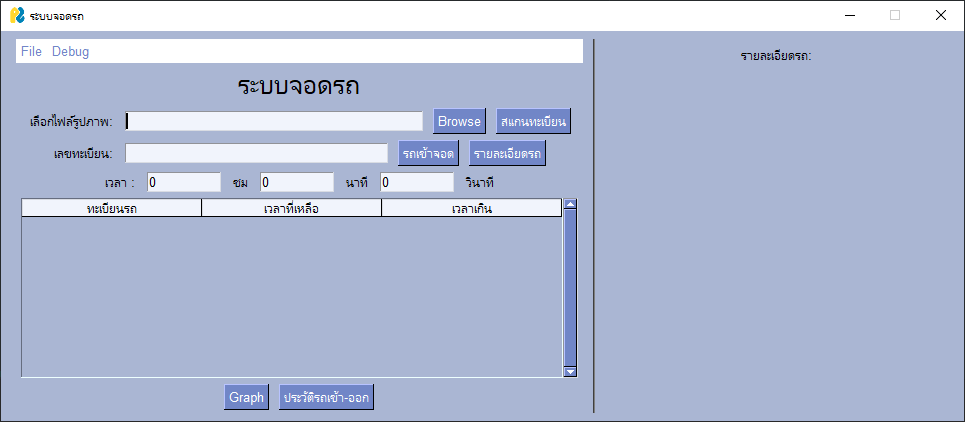 ระบบจอดรถ
File Debug
ระบบจอดรถ
เลือกไฟล์รูปภาพ: Browse สแกนทะเบียน
เลขทะเบียน: รถเข้าจอด รายละเอียดรถ
เวลา : 0 ชม 0 นาที 0 วินาที
ทะเบียนรถ เวลาที่เหลือ เวลาเกิน
Graph ประวัติรถเข้า-ออก
รายละเอียดรถ: